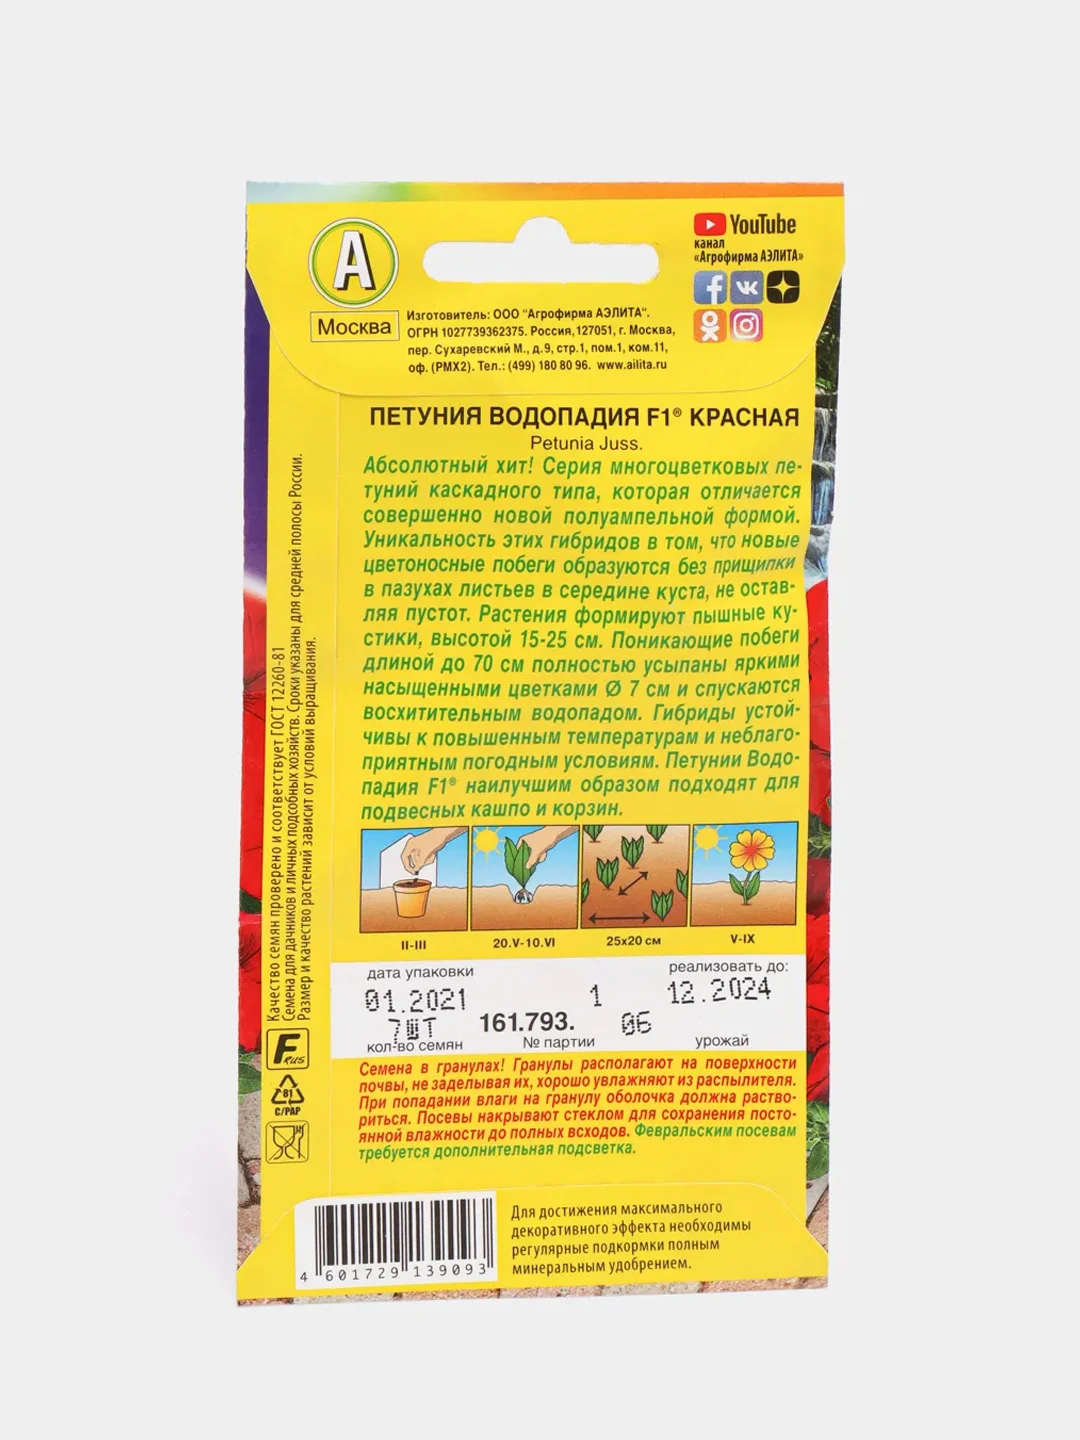 YouTube
канал
«Агрофирма АЭЛИТА»
А
Москва
Изготовитель: ООО "Агрофирма АЭЛИТА".
ОГРН 1027739362375. Россия,127051, г. Москва,
пер. Сухаревский М., д.9, стр.1, пом.1, ком.11,
оф. (РМХ2). Тел.: (499) 180 80 96. www.ailita.ru
ПЕТУНИЯ ВОДОПАДИЯ F1® КРАСНАЯ
Petunia Juss.
Абсолютный хит! Серия многоцветковых пе-
туний каскадного типа, которая отличается
совершенно новой полуампельной формой.
Уникальность этих гибридов в том, что новые
цветоносные побеги образуются без прищипки
в пазухах листьев в середине куста, не остав-
ляя пустот. Растения формируют пышные ку-
стики, высотой 15-25 см. Поникающие побеги
длиной до 70 см полностью усыпаны яркими
насыщенными цветками Ø 7 см и спускаются
восхитительным водопадом. Гибриды устой-
чивы к повышенным температурам и неблаго-
приятным погодным условиям. Петунии Водо-
падия F1® наилучшим образом подходят для
подвесных кашпо и корзин.
II-III
20.V-10.VI
25х20 см
V-IX
дата упаковки
реализовать до:
01.2021
1
12.2024
7шт
161.793.
06
кол-во семян
№ партии
урожай
Семена в гранулах! Гранулы располагают на поверхности
почвы, не заделывая их, хорошо увлажняют из распылителя.
При попадании влаги на гранулу оболочка должна раство-
риться. Посевы накрывают стеклом для сохранения посто-
янной влажности до полных всходов. Февральским посевам
требуется дополнительная подсветка.
Качество семян проверено и соответствует ГОСТ 12260-81
Семена для дачников и личных подсобных хозяйств. Сроки указаны для средней полосы России.
Размер и качество растений зависит от условий выращивания.
F RUS
81
C/PAP
4 601729 139093
Для достижения максимального
декоративного эффекта необходимы
регулярные подкормки полным
минеральным удобрением.